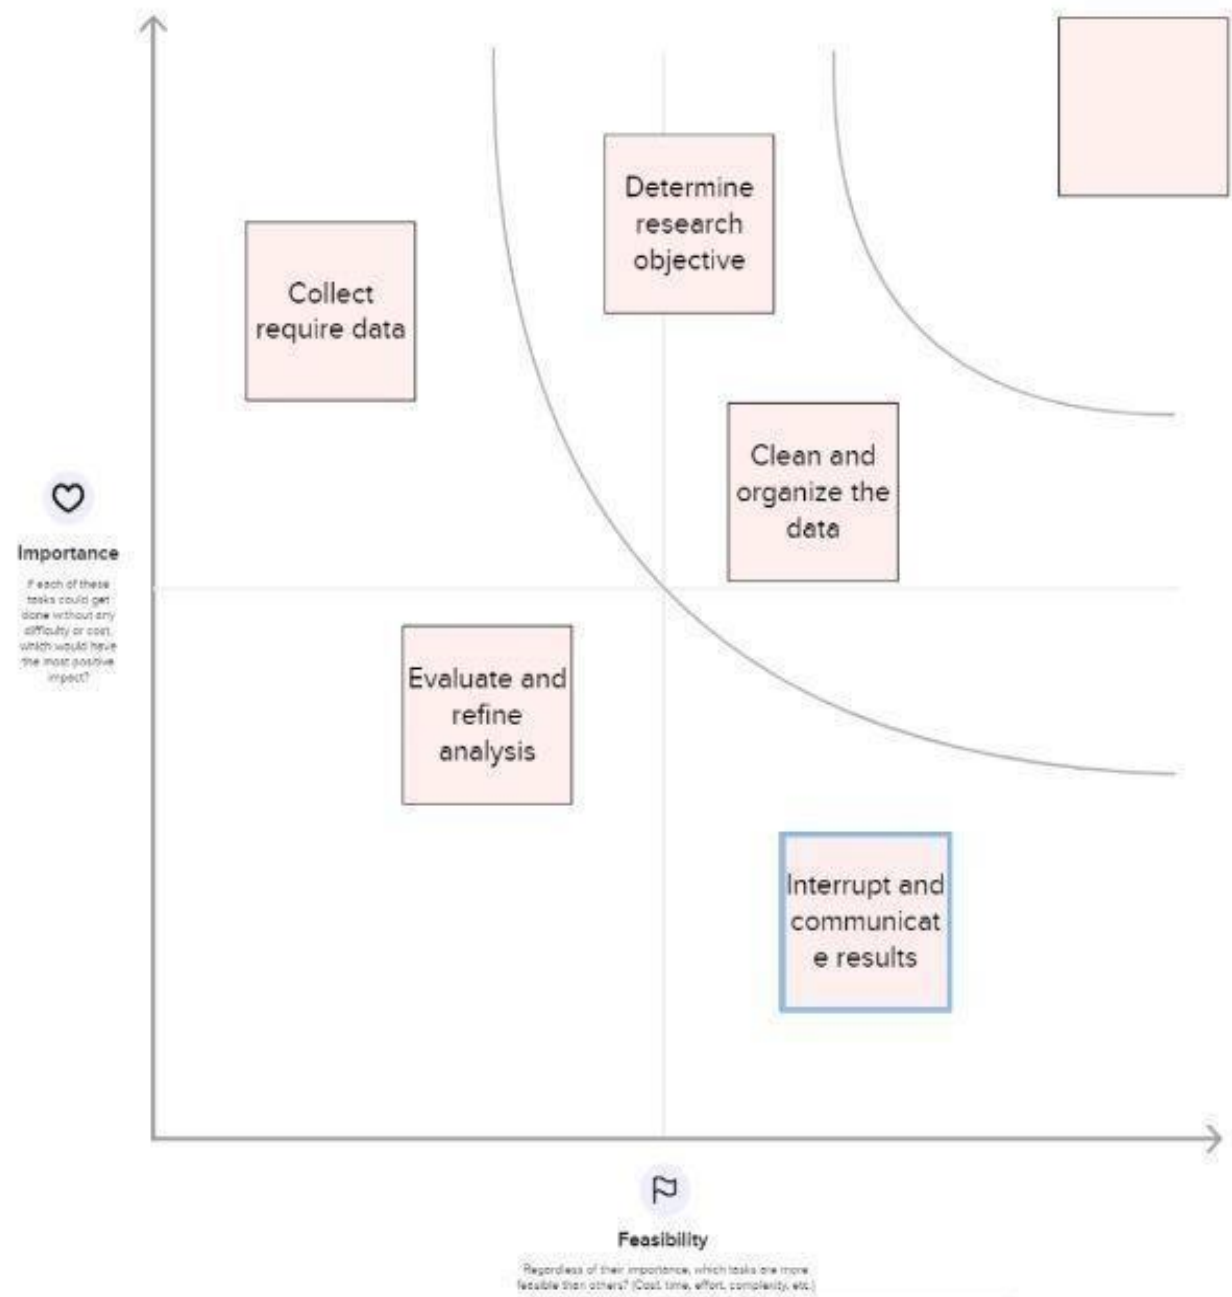 Determine
research
objective
Collect
require data
Clean and
organize the
data
Importance
If each of these
tasks could get
done without any
difficulty or cost,
which would have
the most positive
impact?
Evaluate and
refine
analysis
Interrupt and
communicat
e results
Feasibility
Regardless of their importance, which tasks are more
feasible than others? (Cost, time, effort, complexity, etc.)